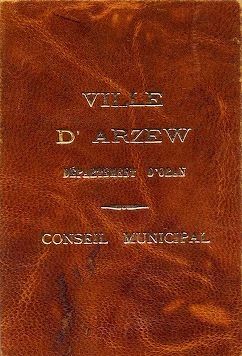 VILLE
D' ARZEW
DÉPARTEMENT D'ORAN
CONSEIL MUNICIPAL